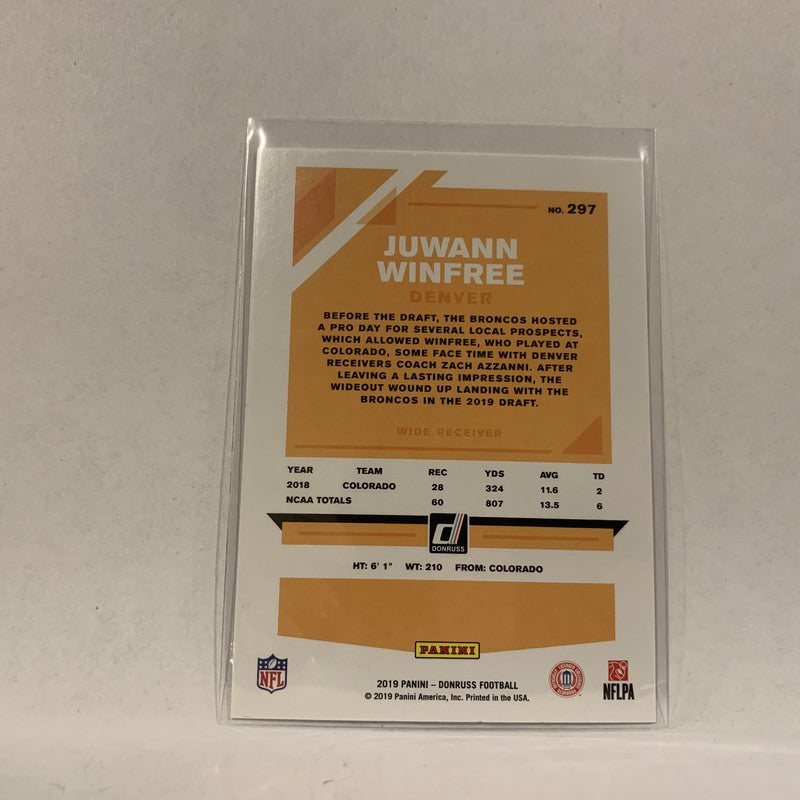 NO. 297
JUWANN
WINFREE
DENVER
BEFORE THE DRAFT, THE BRONCOS HOSTED
A PRO DAY FOR SEVERAL LOCAL PROSPECTS,
WHICH ALLOWED WINFREE, WHO PLAYED AT
COLORADO, SOME FACE TIME WITH DENVER
RECEIVERS COACH ZACH AZZANNI. AFTER
LEAVING A LASTING IMPRESSION, THE
WIDEOUT WOUND UP LANDING WITH THE
BRONCOS IN THE 2019 DRAFT.
WIDE RECEIVER
YEAR TEAM REC YDS AVG TD
2018 COLORADO 28 324 11.6 2
NCAA TOTALS 60 807 13.5 6
DONRUSS
HT: 6' 1" WT: 210 FROM: COLORADO
PANINI
2019 PANINI – DONRUSS FOOTBALL
© 2019 Panini America, Inc. Printed in the USA.
NFL
NFLPA